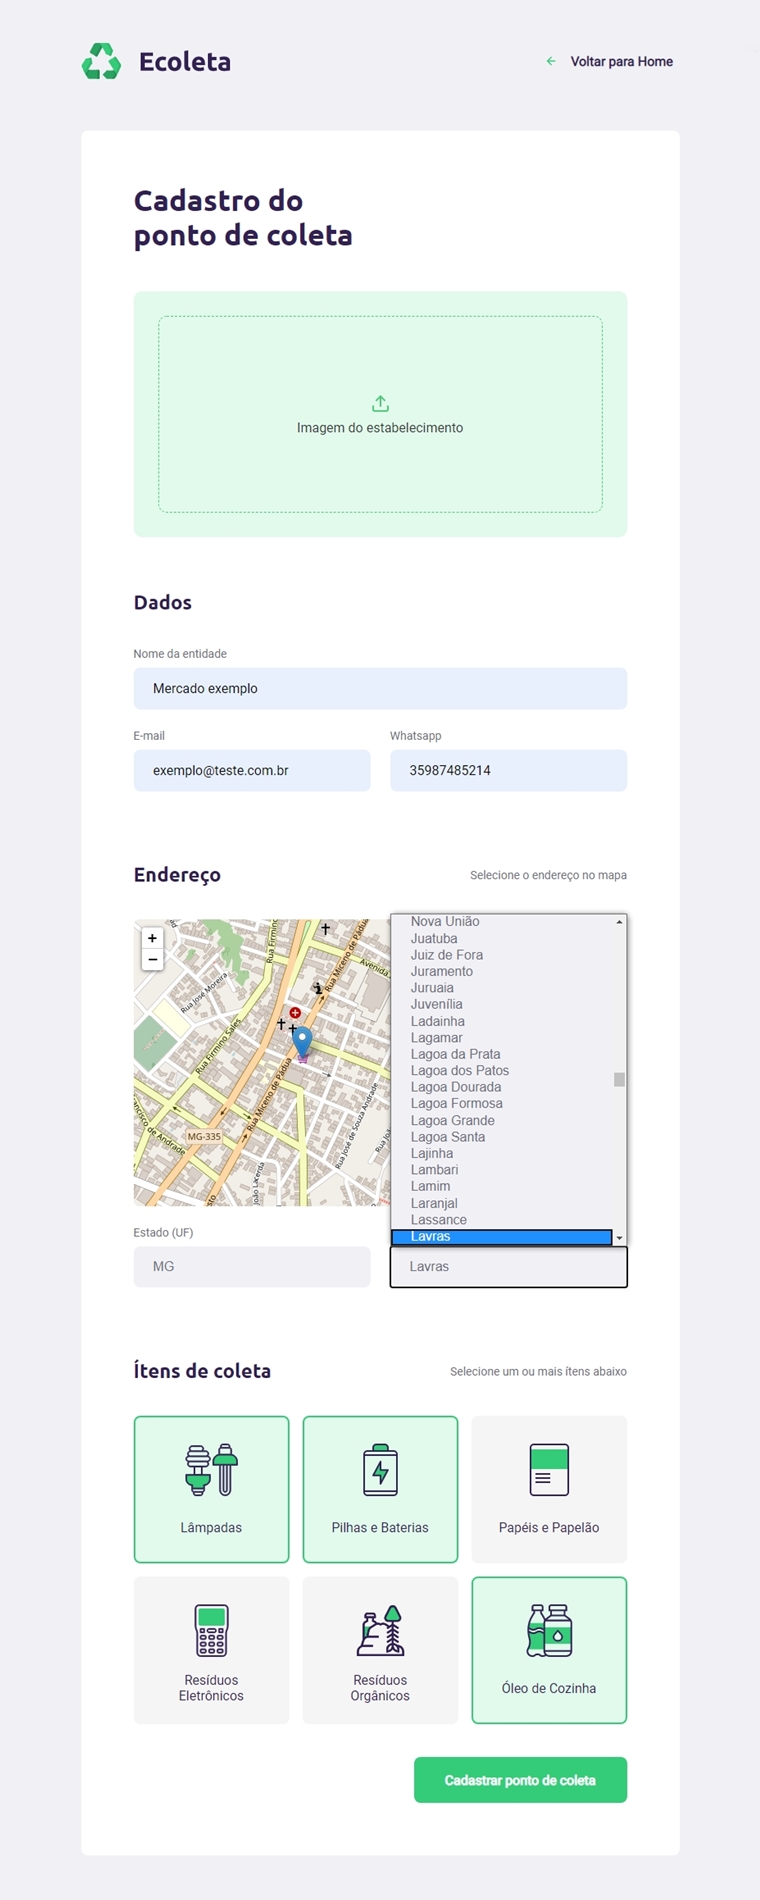 Ecoleta
Voltar para Home
Cadastro do
ponto de coleta
Imagem do estabelecimento
Dados
Nome da entidade
Mercado exemplo
E-mail
Whatsapp
exemplo@teste.com.br
35987485214
Endereço
Selecione o endereço no mapa
+
−
Rua Firmino
Rua Miceno de Pádua
Avenida
Rua José Moreira
Rua Firmino Sales
Rua Miceno de Pádua
MG-335
Rua José de Souza Andrade
Francisco de Andrade
João Lacerda
Nova União
Juatuba
Juiz de Fora
Juramento
Juruaia
Juvenília
Ladainha
Lagamar
Lagoa da Prata
Lagoa dos Patos
Lagoa Dourada
Lagoa Formosa
Lagoa Grande
Lagoa Santa
Lajinha
Lambari
Lamim
Laranjal
Lassance
Lavras
Estado (UF)
MG
Lavras
Ítens de coleta
Selecione um ou mais ítens abaixo
Lâmpadas
Pilhas e Baterias
Papéis e Papelão
Resíduos
Eletrônicos
Resíduos
Orgânicos
Óleo de Cozinha
Cadastrar ponto de coleta